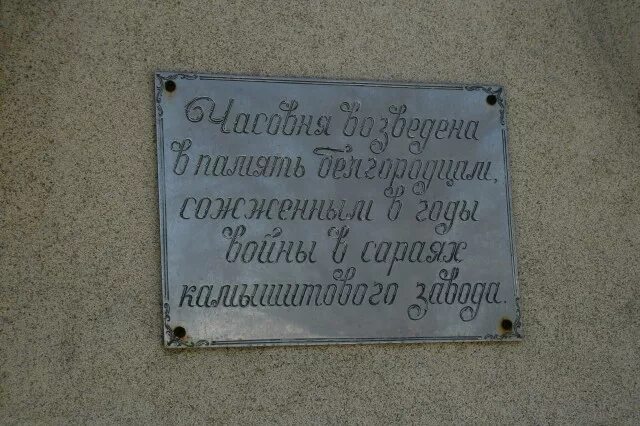 Часовня возведена
в память белгородцам,
сожженным в годы
войны в сараях
камышитового завода.